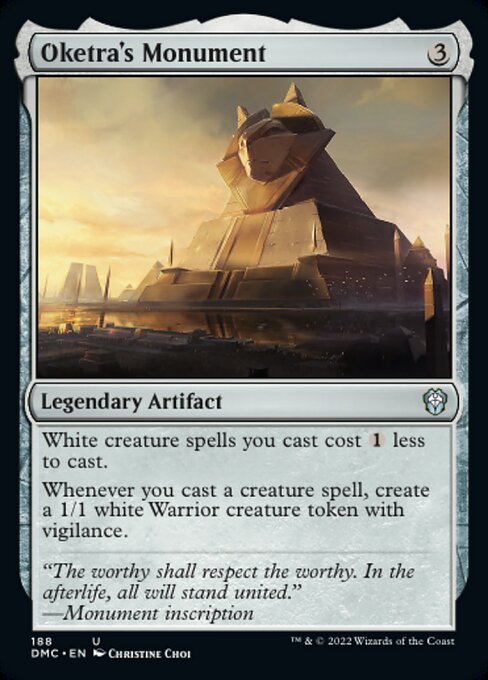 Oketra's Monument 3
Legendary Artifact
White creature spells you cast cost 1 less
to cast.
Whenever you cast a creature spell, create
a 1/1 white Warrior creature token with
vigilance.
"The worthy shall respect the worthy. In the
afterlife, all will stand united."
—Monument inscription
188 U
DMC • EN Christine Choi
™ & © 2022 Wizards of the Coast